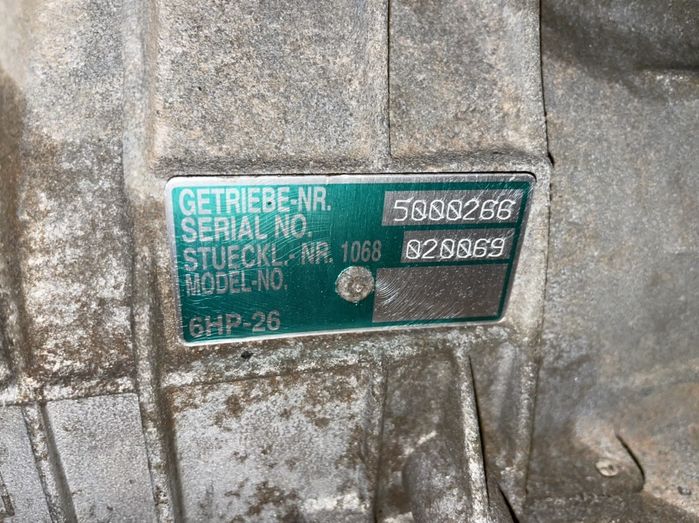 GETRIEBE-NR. 5000266
SERIAL NO.
STUECKL.- NR. 1068 020069
MODEL-NO.
6HP-26